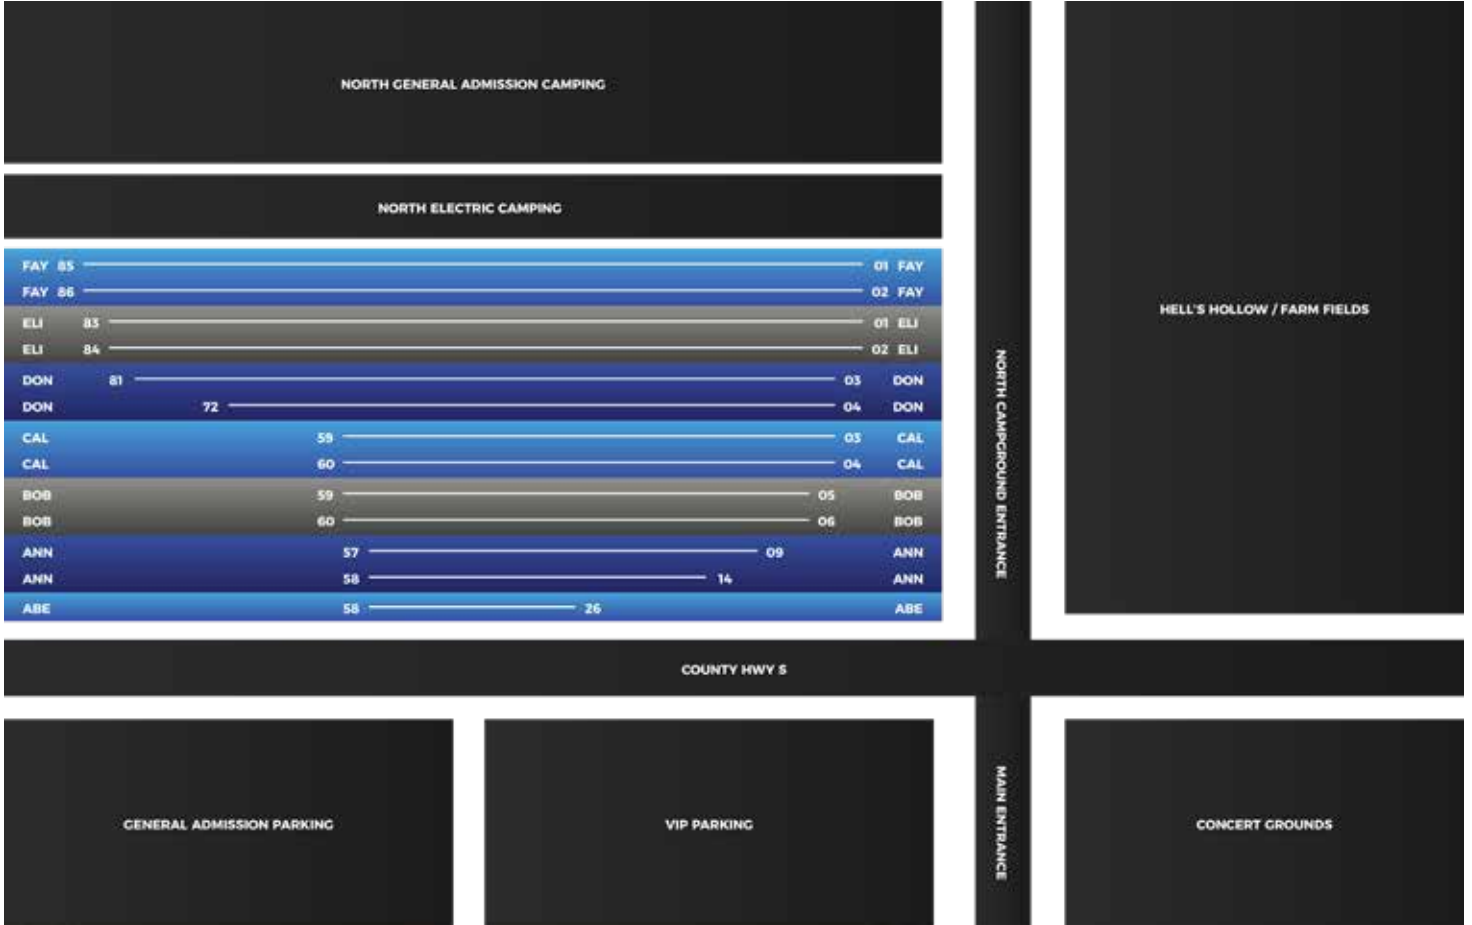 NORTH GENERAL ADMISSION CAMPING
NORTH ELECTRIC CAMPING
FAY 85 01 FAY
FAY 86 02 FAY
ELI 83 01 ELI
ELI 84 02 ELI
DON 81 03 DON
DON 72 04 DON
CAL 59 03 CAL
CAL 60 04 CAL
BOB 59 05 BOB
BOB 60 06 BOB
ANN 57 09 ANN
ANN 58 14 ANN
ABE 58 26 ABE
NORTH CAMPGROUND ENTRANCE
HELL'S HOLLOW / FARM FIELDS
COUNTY HWY S
GENERAL ADMISSION PARKING
VIP PARKING
MAIN ENTRANCE
CONCERT GROUNDS